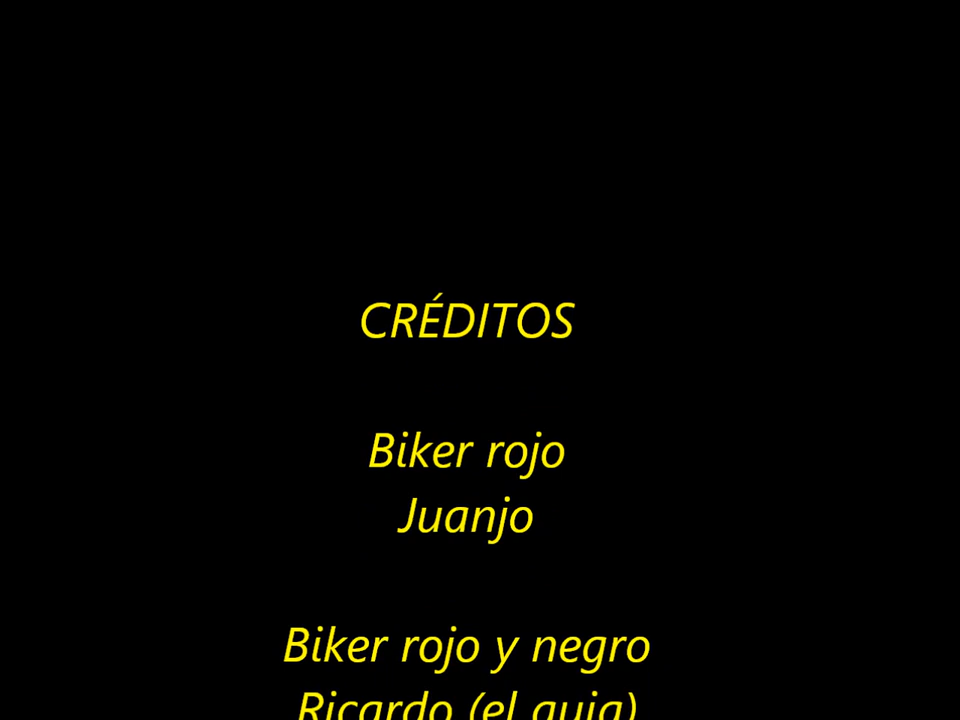 CRÉDITOS
Biker rojo
Juanjo
Biker rojo y negro
Ricardo (el guia)